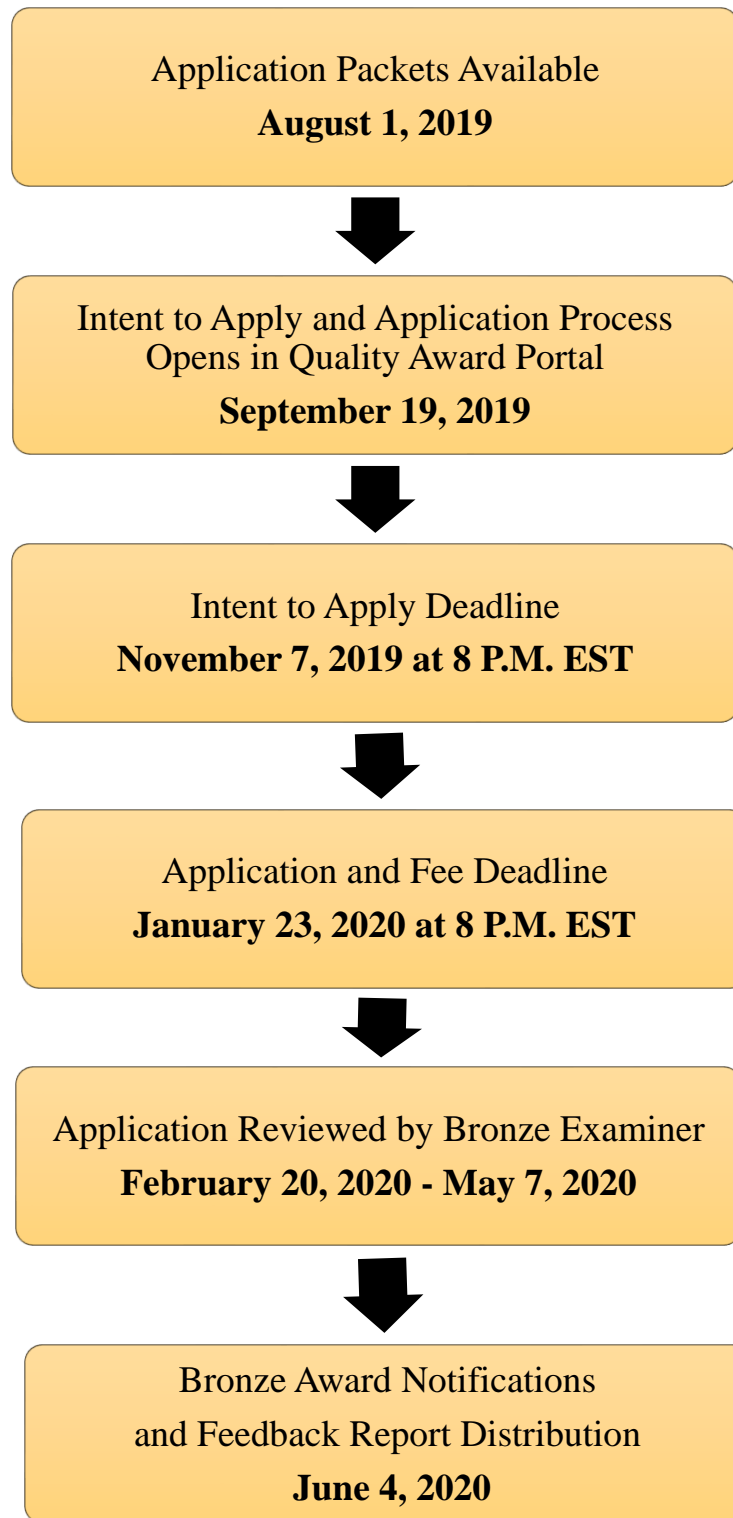 Application Packets Available
August 1, 2019
Intent to Apply and Application Process
Opens in Quality Award Portal
September 19, 2019
Intent to Apply Deadline
November 7, 2019 at 8 P.M. EST
Application and Fee Deadline
January 23, 2020 at 8 P.M. EST
Application Reviewed by Bronze Examiner
February 20, 2020 - May 7, 2020
Bronze Award Notifications
and Feedback Report Distribution
June 4, 2020